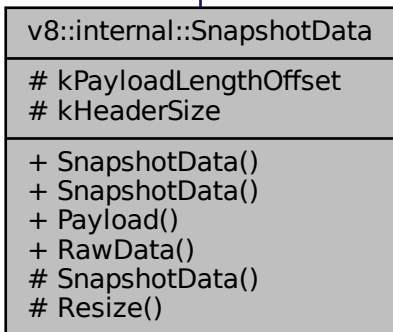 v8::internal::SnapshotData
# kPayloadLengthOffset
# kHeaderSize
+ SnapshotData()
+ SnapshotData()
+ Payload()
+ RawData()
# SnapshotData()
# Resize()